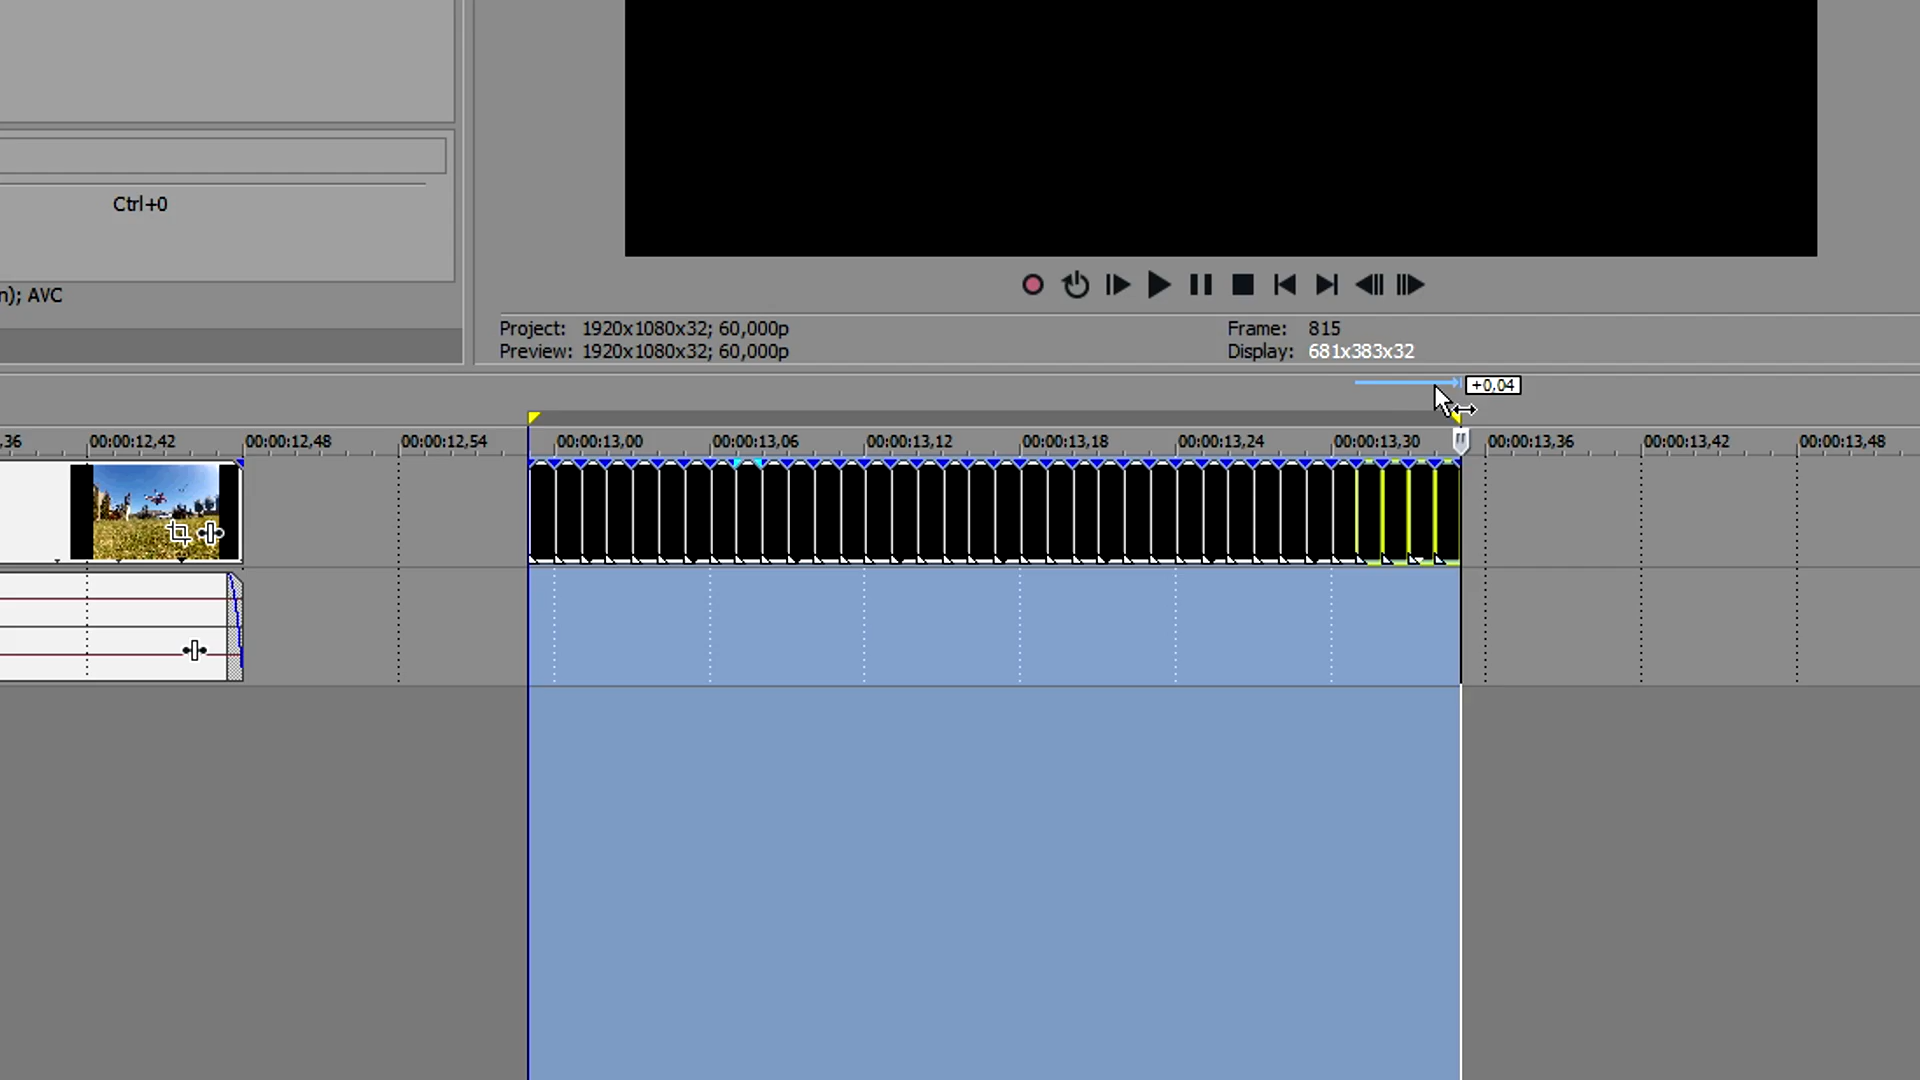 Ctrl+0
n); AVC
Project: 1920x1080x32; 60,000p
Preview: 1920x1080x32; 60,000p
Frame: 815
Display: 681x383x32
+0,04
,36
00:00:12,42
00:00:12,48
00:00:12,54
00:00:13,00
00:00:13,06
00:00:13,12
00:00:13,18
00:00:13,24
00:00:13,30
00:00:13,36
00:00:13,42
00:00:13,48